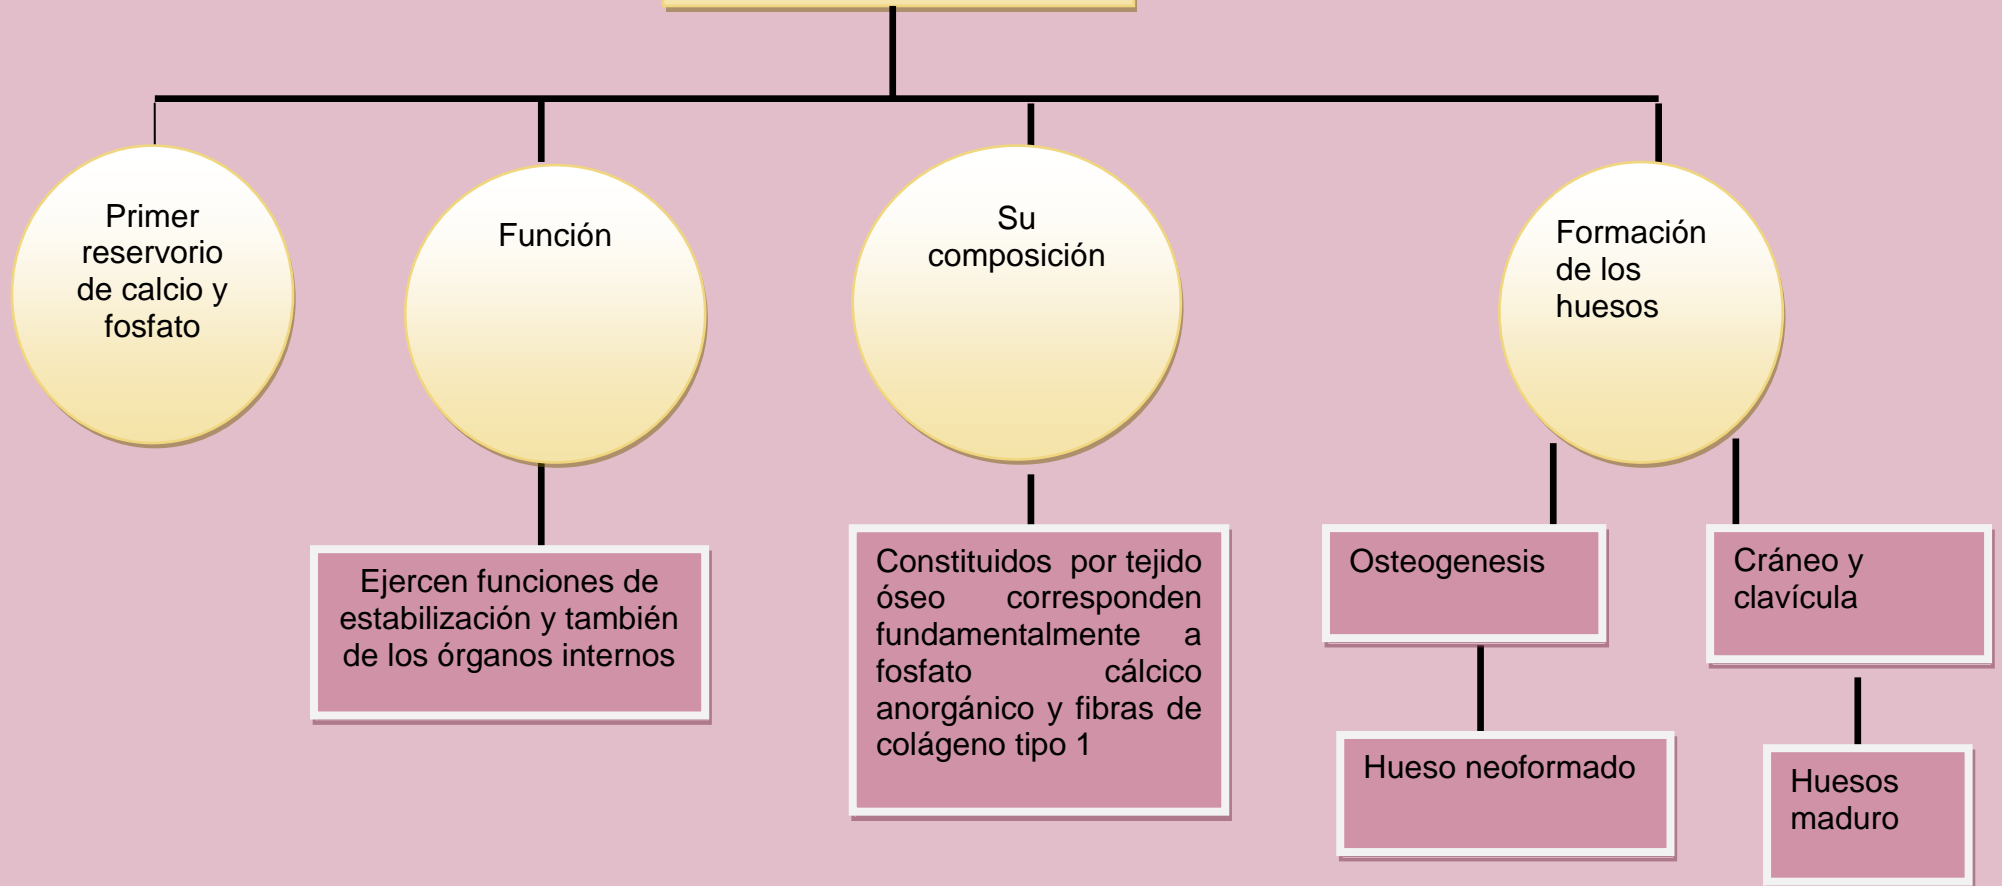 Primer
reservorio
de calcio y
fosfato
Función
Su
composición
Formación
de los
huesos
Ejercen funciones de
estabilización y también
de los órganos internos
Constituidos por tejido
óseo corresponden
fundamentalmente a
fosfato cálcico
anorgánico y fibras de
colágeno tipo 1
Osteogenesis
Cráneo y
clavícula
Hueso neoformado
Huesos
maduro